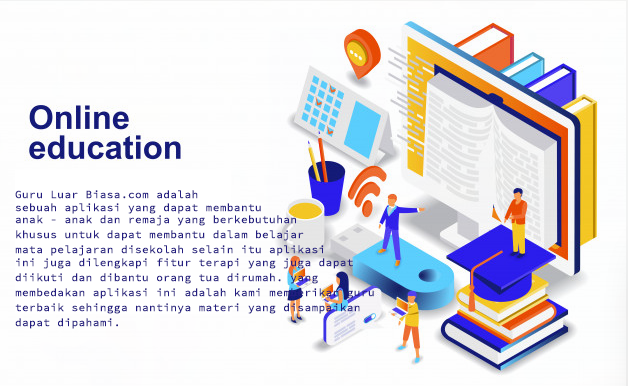 Online
education
Guru Luar Biasa.com adalah
sebuah aplikasi yang dapat membantu
anak - anak dan remaja yang berkebutuhan
khusus untuk dapat membantu dalam belajar
mata pelajaran disekolah selain itu aplikasi
ini juga dilengkapi fitur terapi yang juga dapat
diikuti dan dibantu orang tua dirumah. yang
membedakan aplikasi ini adalah kami memberikan guru
terbaik sehingga nantinya materi yang disampaikan
dapat dipahami.